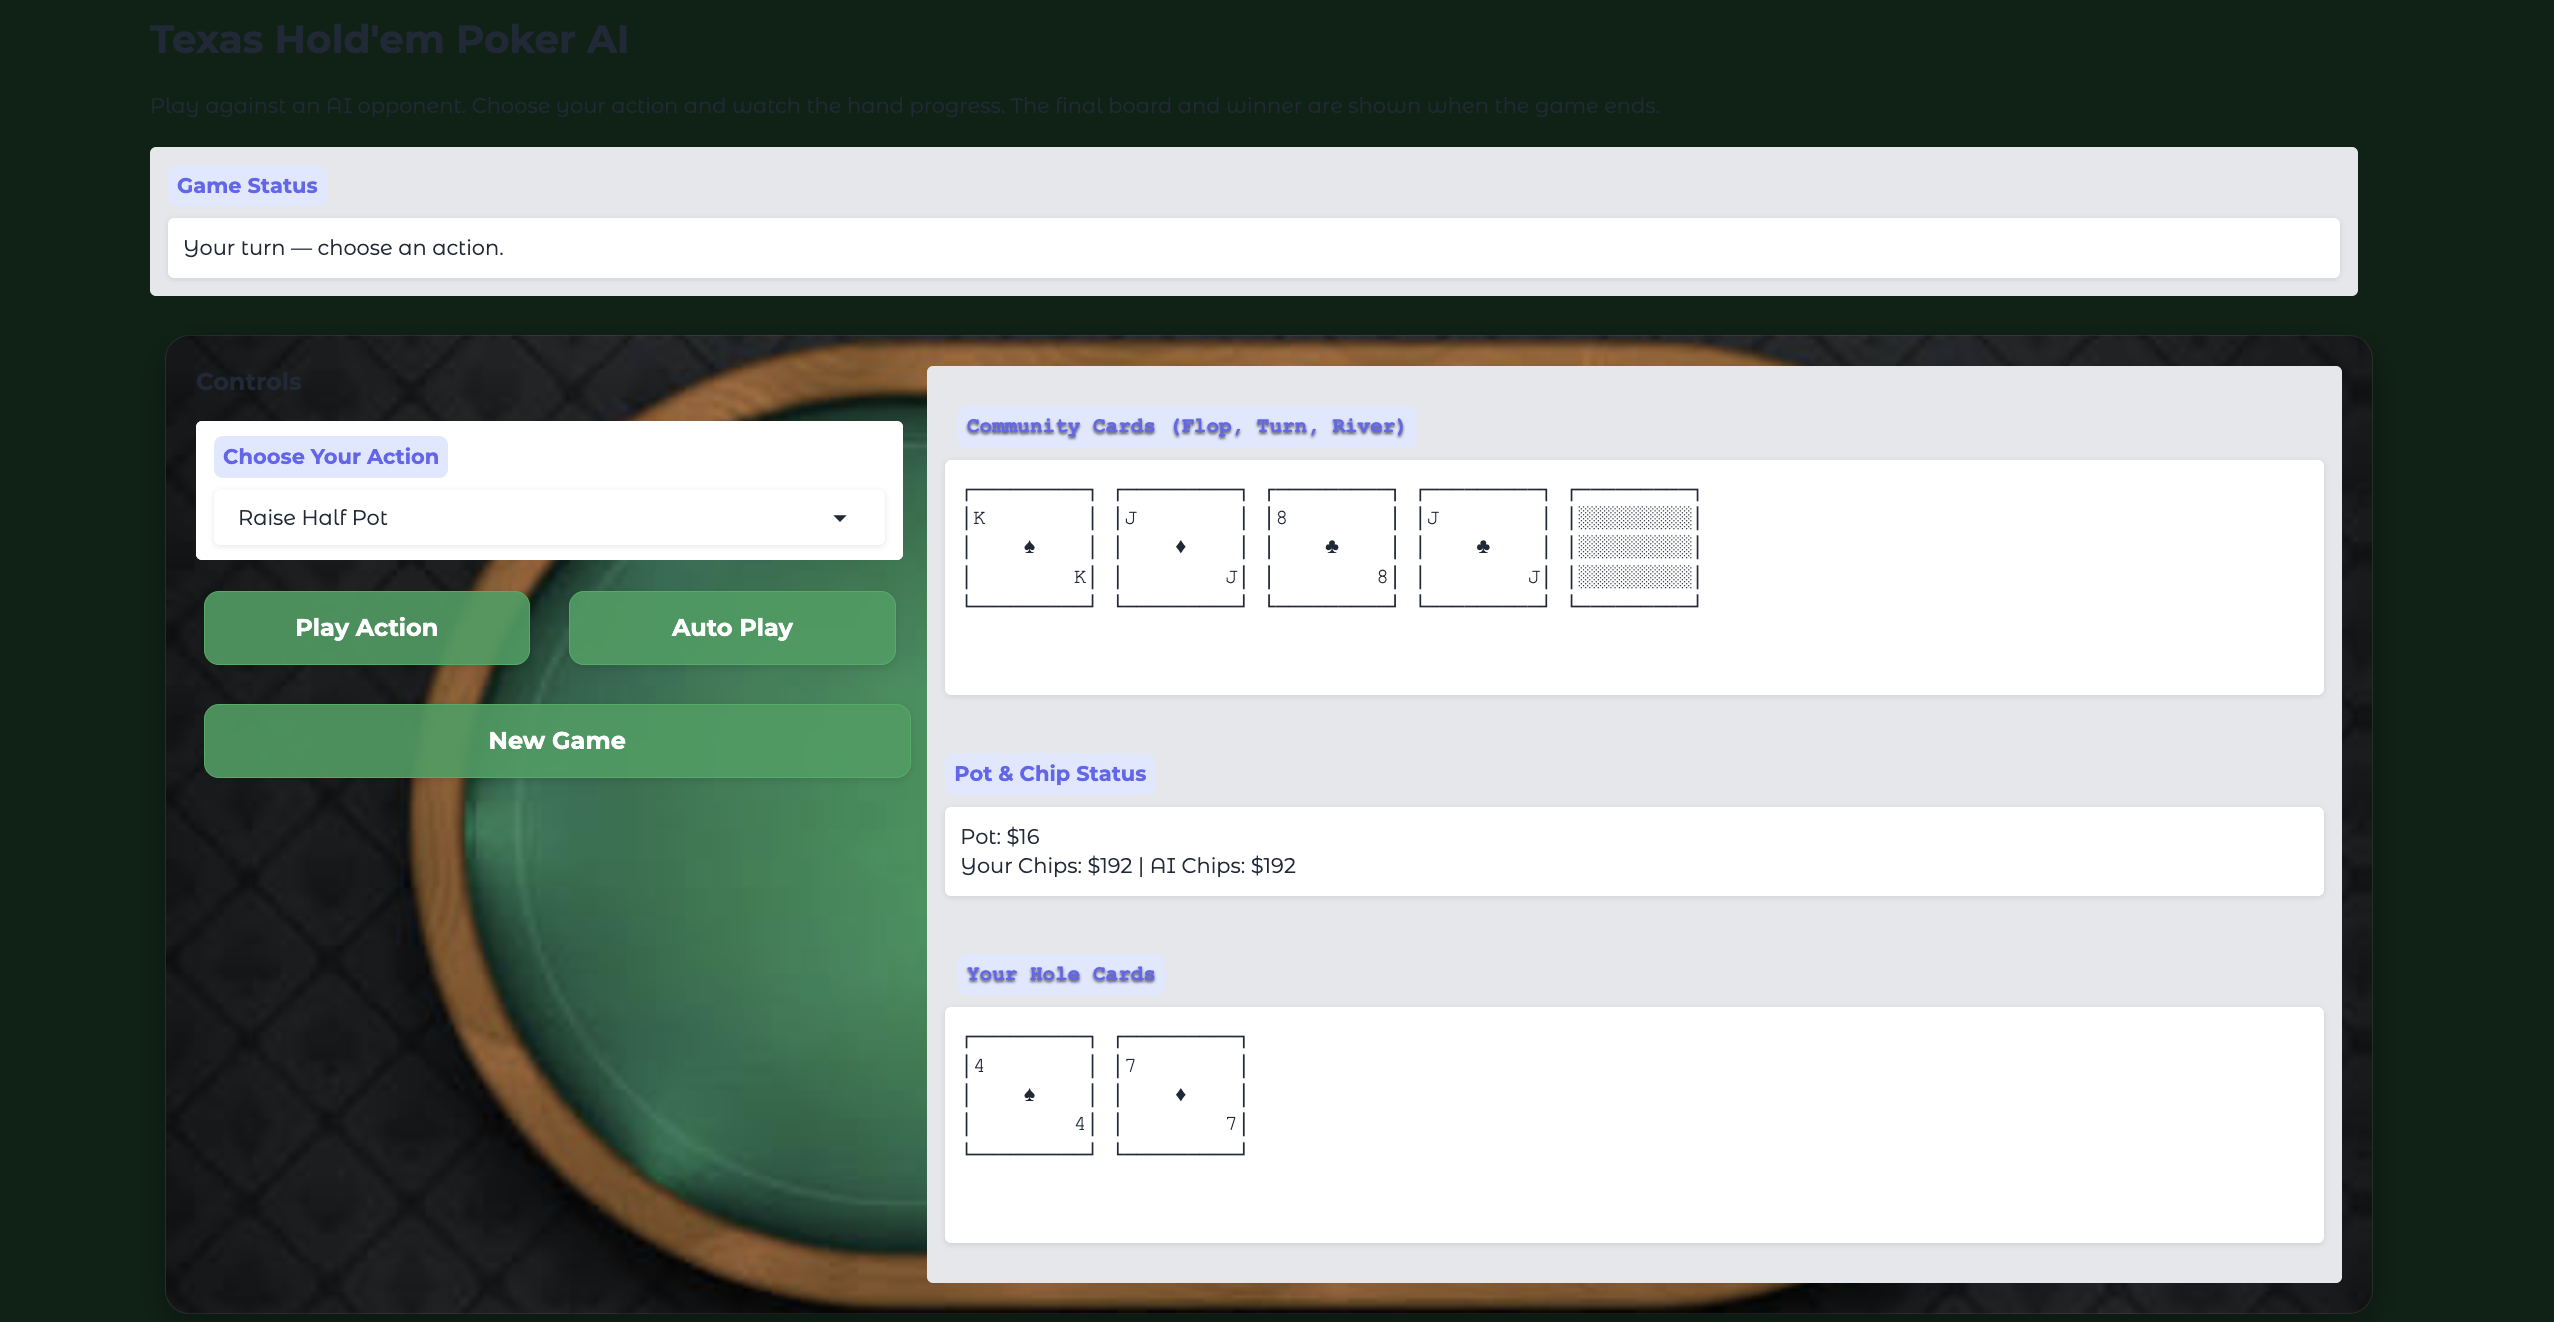 Texas Hold'em Poker AI
Play against an AI opponent. Choose your action and watch the hand progress. The final board and winner are shown when the game ends.
Game Status
Your turn — choose an action.
Controls
Choose Your Action
Raise Half Pot
Play Action
Auto Play
New Game
Community Cards (Flop, Turn, River)
K J 8 J
♠ ♦ ♣ ♣
K J 8 J
Pot & Chip Status
Pot: $16
Your Chips: $192 | AI Chips: $192
Your Hole Cards
4 7
♠ ♦
4 7